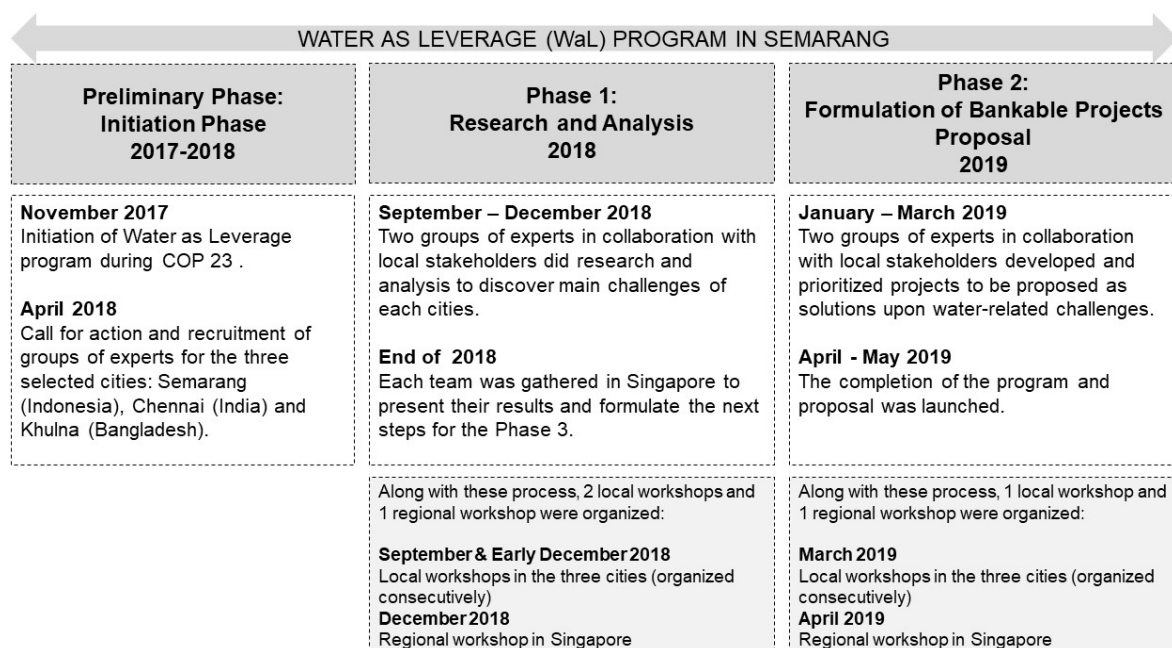 WATER AS LEVERAGE (WaL) PROGRAM IN SEMARANG
Preliminary Phase:
Initiation Phase
2017-2018
November 2017
Initiation of Water as Leverage
program during COP 23 .
April 2018
Call for action and recruitment of
groups of experts for the three
selected cities: Semarang
(Indonesia), Chennai (India) and
Khulna (Bangladesh).
Phase 1:
Research and Analysis
2018
September – December 2018
Two groups of experts in collaboration with
local stakeholders did research and
analysis to discover main challenges of
each cities.
End of 2018
Each team was gathered in Singapore to
present their results and formulate the next
steps for the Phase 3.
Along with these process, 2 local workshops and
1 regional workshop were organized:
September & Early December 2018
Local workshops in the three cities (organized
consecutively)
December 2018
Regional workshop in Singapore
Phase 2:
Formulation of Bankable Projects
Proposal
2019
January – March 2019
Two groups of experts in collaboration
with local stakeholders developed and
prioritized projects to be proposed as
solutions upon water-related challenges.
April - May 2019
The completion of the program and
proposal was launched.
Along with these process, 1 local workshop and
1 regional workshop were organized:
March 2019
Local workshops in the three cities (organized
consecutively)
April 2019
Regional workshop in Singapore